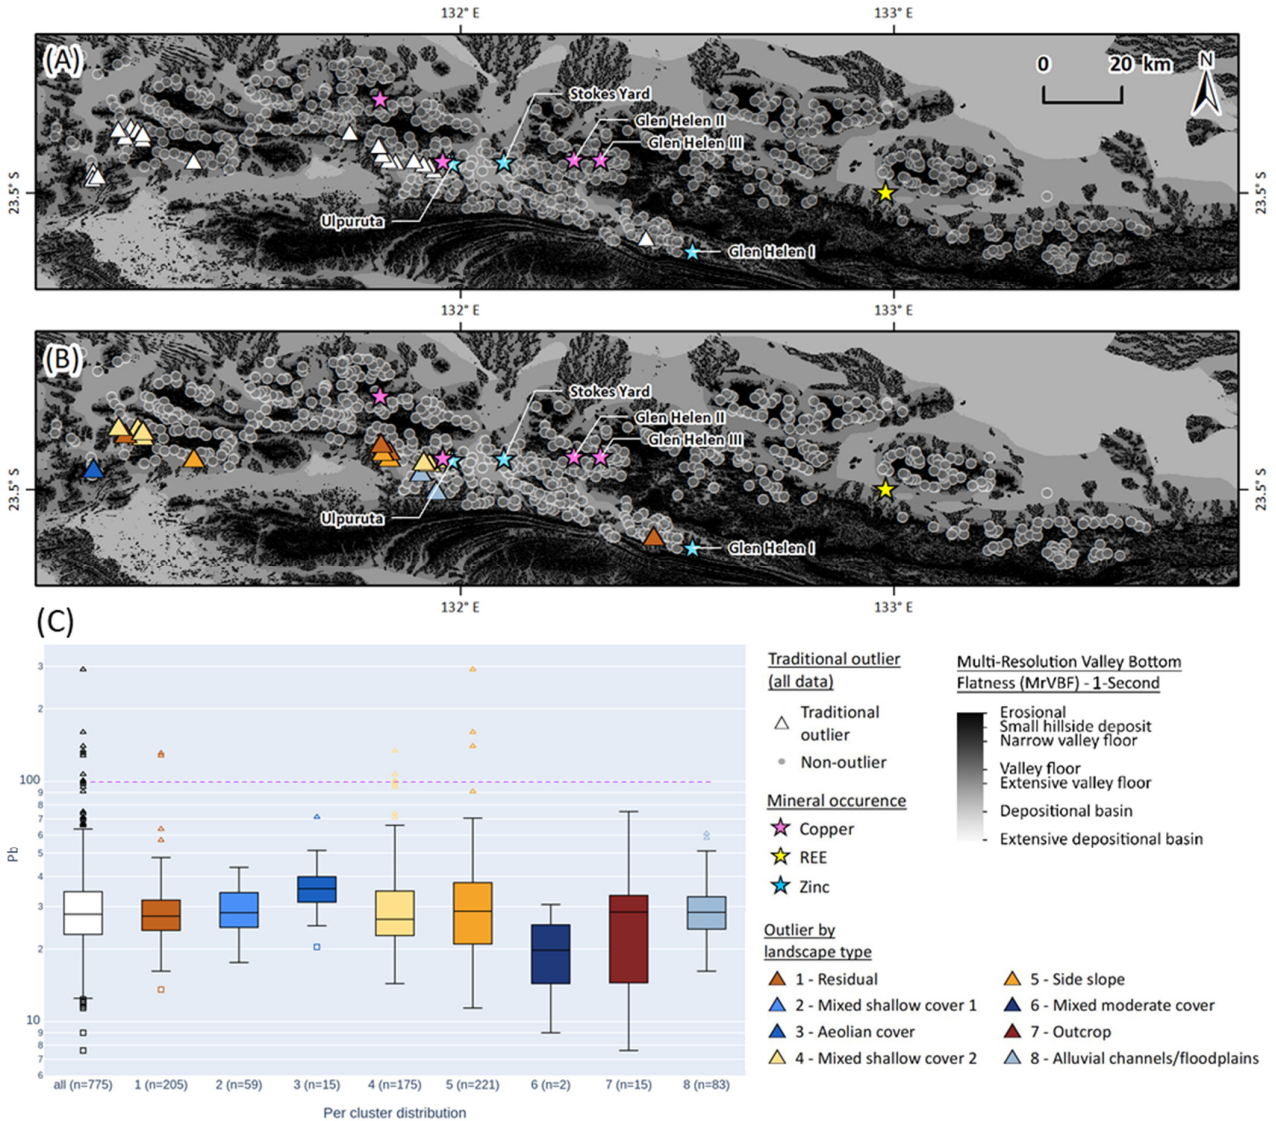 132° E
133° E
(A)
0
20 km
N
Stokes Yard
Glen Helen II
Glen Helen III
23.5° S
23.5° S
Ulpuruta
Glen Helen I
132° E
133° E
(B)
Stokes Yard
Glen Helen II
Glen Helen III
23.5° S
23.5° S
Ulpuruta
Glen Helen I
132° E
133° E
(C)
3
2
100
9
8
7
6
5
4
3
2
10
9
8
7
6
Pb
all (n=775)
1 (n=205)
2 (n=59)
3 (n=15)
4 (n=175)
5 (n=221)
6 (n=2)
7 (n=15)
8 (n=83)
Per cluster distribution
Traditional outlier
(all data)
Traditional
outlier
Non-outlier
Mineral occurence
Copper
REE
Zinc
Multi-Resolution Valley Bottom
Flatness (MrVBF) - 1-Second
Erosional
Small hillside deposit
Narrow valley floor
Valley floor
Extensive valley floor
Depositional basin
Extensive depositional basin
Outlier by
landscape type
1 - Residual
2 - Mixed shallow cover 1
3 - Aeolian cover
4 - Mixed shallow cover 2
5 - Side slope
6 - Mixed moderate cover
7 - Outcrop
8 - Alluvial channels/floodplains